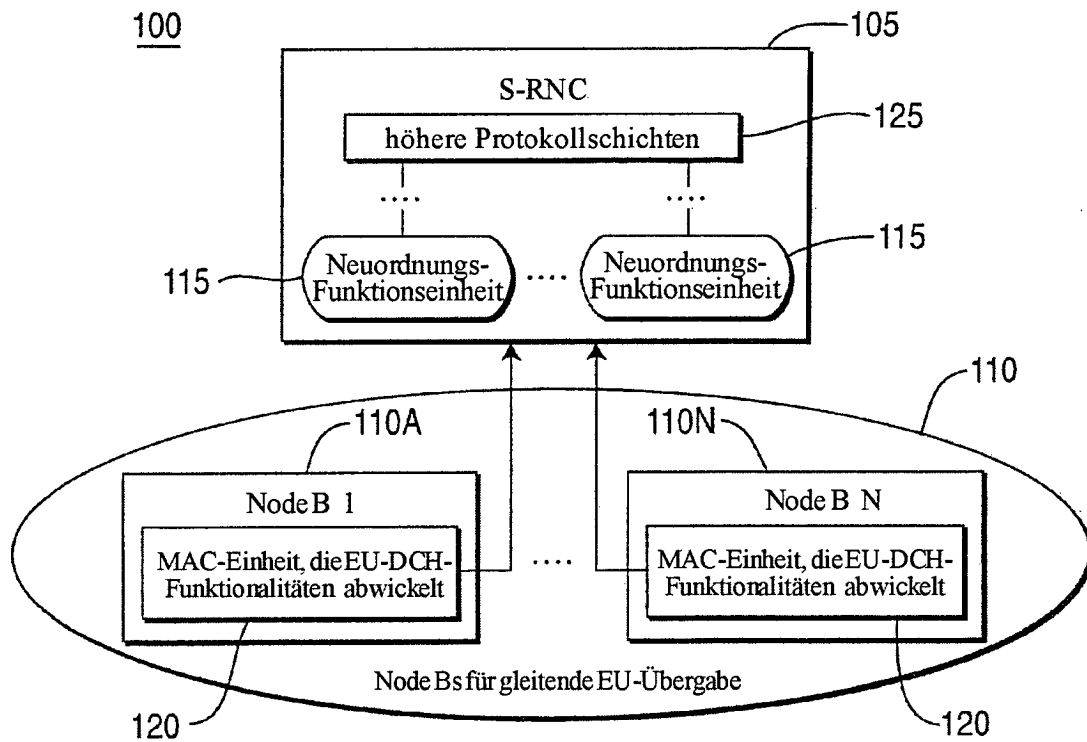 100
105
S-RNC
125
höhere Protokollschichten
.... ....
115
Neuordnungs-
Funktionseinheit
....
Neuordnungs-
Funktionseinheit
115
110
110A
110N
Node B 1
MAC-Einheit, die EU-DCH-
Funktionalitäten abwickelt
....
Node B N
MAC-Einheit, die EU-DCH-
Funktionalitäten abwickelt
Node Bs für gleitende EU-Übergabe
120
120